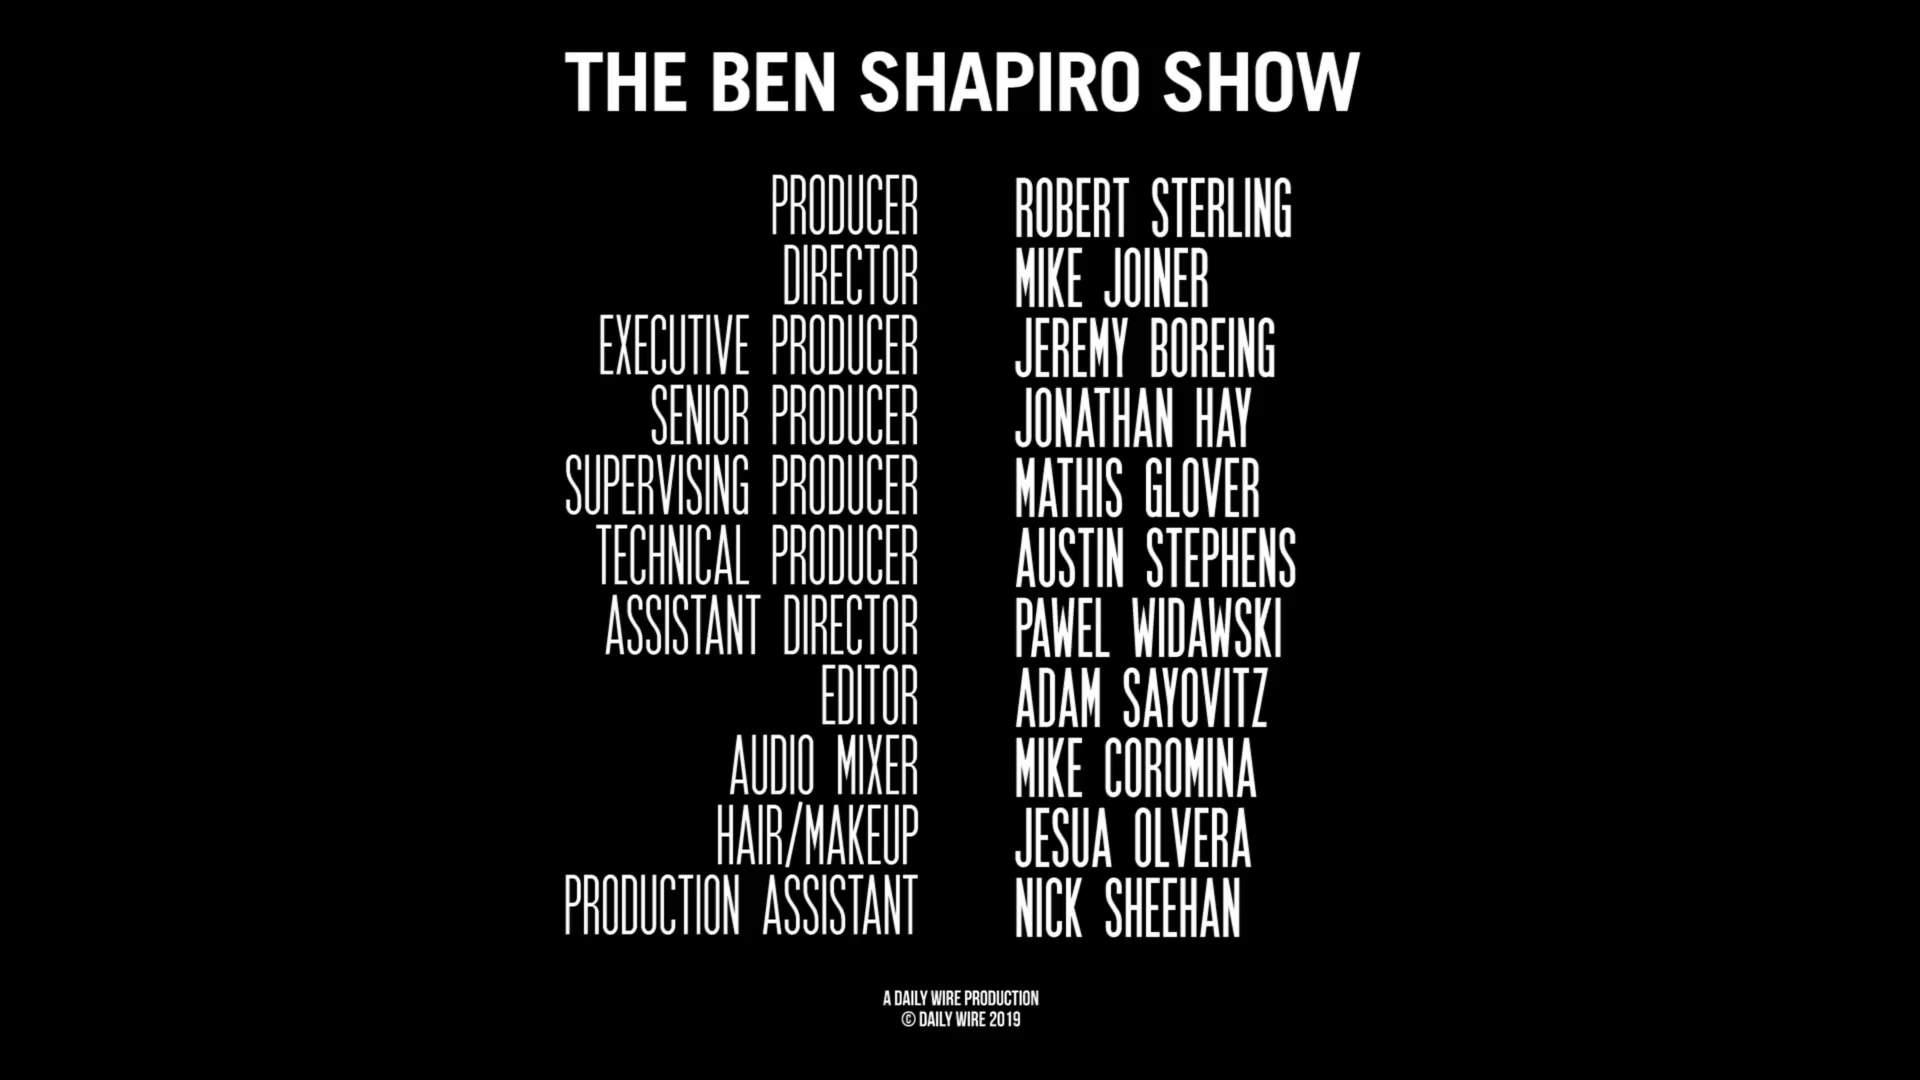 THE BEN SHAPIRO SHOW
PRODUCER ROBERT STERLING
DIRECTOR MIKE JOINER
EXECUTIVE PRODUCER JEREMY BOREING
SENIOR PRODUCER JONATHAN HAY
SUPERVISING PRODUCER MATHIS GLOVER
TECHNICAL PRODUCER AUSTIN STEPHENS
ASSISTANT DIRECTOR PAWEL WIDAWSKI
EDITOR ADAM SAYOVITZ
AUDIO MIXER MIKE COROMINA
HAIR/MAKEUP JESUA OLVERA
PRODUCTION ASSISTANT NICK SHEEHAN
A DAILY WIRE PRODUCTION
© DAILY WIRE 2019